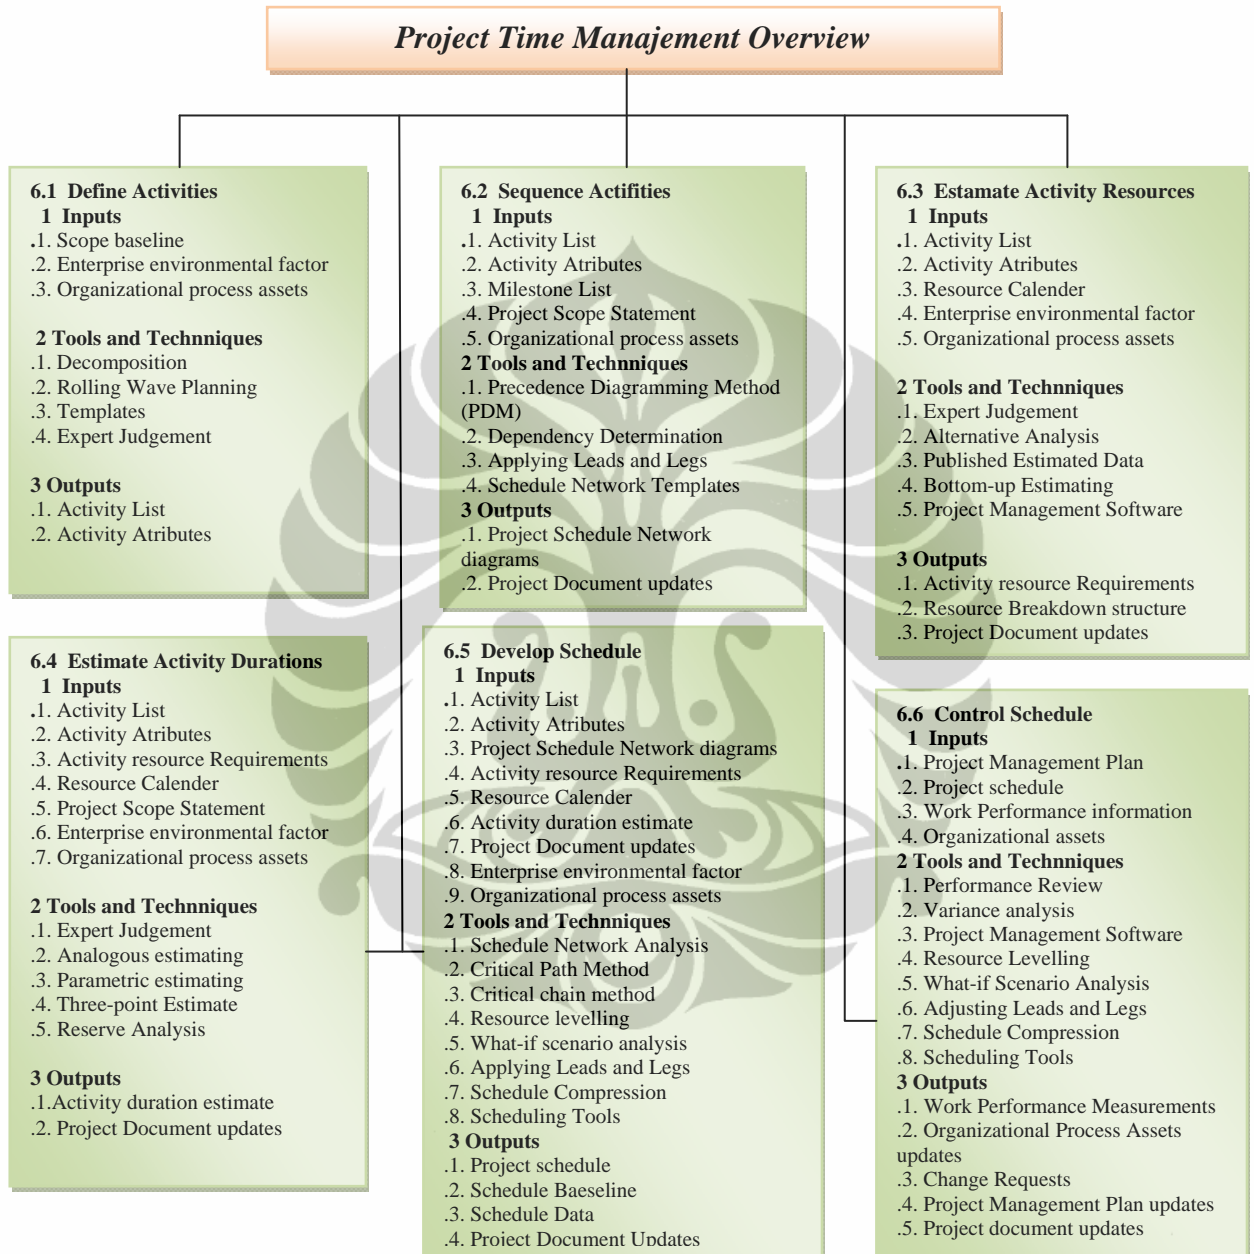 Project Time Manajement Overview
6.1 Define Activities
1 Inputs
.1. Scope baseline
.2. Enterprise environmental factor
.3. Organizational process assets
2 Tools and Technniques
.1. Decomposition
.2. Rolling Wave Planning
.3. Templates
.4. Expert Judgement
3 Outputs
.1. Activity List
.2. Activity Atributes
6.2 Sequence Actifities
1 Inputs
.1. Activity List
.2. Activity Atributes
.3. Milestone List
.4. Project Scope Statement
.5. Organizational process assets
2 Tools and Technniques
.1. Precedence Diagramming Method
(PDM)
.2. Dependency Determination
.3. Applying Leads and Legs
.4. Schedule Network Templates
3 Outputs
.1. Project Schedule Network
diagrams
.2. Project Document updates
6.3 Estamate Activity Resources
1 Inputs
.1. Activity List
.2. Activity Atributes
.3. Resource Calender
.4. Enterprise environmental factor
.5. Organizational process assets
2 Tools and Technniques
.1. Expert Judgement
.2. Alternative Analysis
.3. Published Estimated Data
.4. Bottom-up Estimating
.5. Project Management Software
3 Outputs
.1. Activity resource Requirements
.2. Resource Breakdown structure
.3. Project Document updates
6.4 Estimate Activity Durations
1 Inputs
.1. Activity List
.2. Activity Atributes
.3. Activity resource Requirements
.4. Resource Calender
.5. Project Scope Statement
.6. Enterprise environmental factor
.7. Organizational process assets
2 Tools and Technniques
.1. Expert Judgement
.2. Analogous estimating
.3. Parametric estimating
.4. Three-point Estimate
.5. Reserve Analysis
3 Outputs
.1.Activity duration estimate
.2. Project Document updates
6.5 Develop Schedule
1 Inputs
.1. Activity List
.2. Activity Atributes
.3. Project Schedule Network diagrams
.4. Activity resource Requirements
.5. Resource Calender
.6. Activity duration estimate
.7. Project Document updates
.8. Enterprise environmental factor
.9. Organizational process assets
2 Tools and Technniques
.1. Schedule Network Analysis
.2. Critical Path Method
.3. Critical chain method
.4. Resource levelling
.5. What-if scenario analysis
.6. Applying Leads and Legs
.7. Schedule Compression
.8. Scheduling Tools
3 Outputs
.1. Project schedule
.2. Schedule Baeseline
.3. Schedule Data
.4. Project Document Updates
6.6 Control Schedule
1 Inputs
.1. Project Management Plan
.2. Project schedule
.3. Work Performance information
.4. Organizational assets
2 Tools and Technniques
.1. Performance Review
.2. Variance analysis
.3. Project Management Software
.4. Resource Levelling
.5. What-if Scenario Analysis
.6. Adjusting Leads and Legs
.7. Schedule Compression
.8. Scheduling Tools
3 Outputs
.1. Work Performance Measurements
.2. Organizational Process Assets
updates
.3. Change Requests
.4. Project Management Plan updates
.5. Project document updates